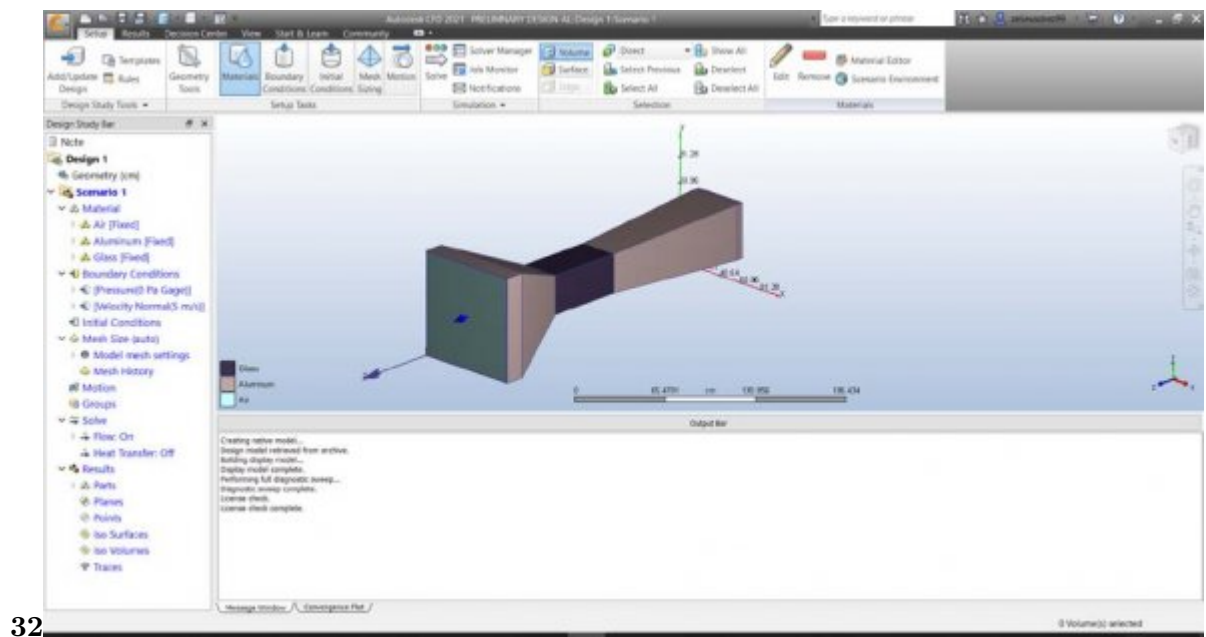 Autodesk CFD 2021 PRELIMINARY DESIGN AL:Design 1:Scenario 1
Type a keyword or phrase
Setup Results Decision Center View Start & Learn Community
Add/Update Design
Templates
Rules
Geometry Tools
Materials
Boundary Conditions
Initial Conditions
Mesh Sizing
Motion
Solve
Solver Manager
Job Monitor
Notifications
Volume
Surface
Edge
Direct
Select Previous
Select All
Show All
Deselect
Deselect All
Edit
Remove
Material Editor
Scenario Environment
Design Study Tools
Setup Tasks
Simulation
Selection
Materials
Design Study Bar
Note
Design 1
Geometry (cm)
Scenario 1
Material
Air [Fixed]
Aluminum [Fixed]
Glass [Fixed]
Boundary Conditions
[Pressure(0 Pa Gage)]
[Velocity Normal(5 m/s)]
Initial Conditions
Mesh Size (auto)
Model mesh settings
Mesh History
Motion
Groups
Solve
Flow: On
Heat Transfer: Off
Results
Parts
Planes
Points
Iso Surfaces
Iso Volumes
Traces
Glass
Aluminum
Air
Output Bar
Creating native model...
Design model retrieved from archive.
Building display model...
Display model complete.
Performing full diagnostic sweep...
Diagnostic sweep complete.
License check.
License check complete.
Message Window
Convergence Plot
0 Volume(s) selected
32